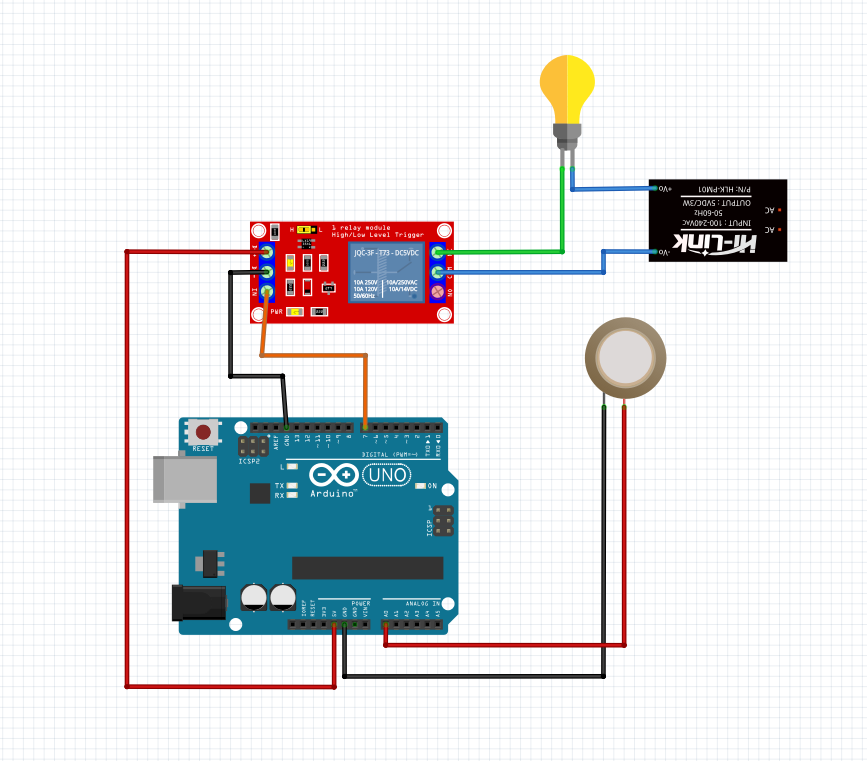 +Vo
P/N: HLK-PM01
OUTPUT : 5VDC/3W
50-60Hz
INPUT : 100-240VAC
Hi-Link
AC
AC
-Vo
H
L
1 relay module
High/Low Level Trigger
JQC-3F - T73 - DC5VDC
10A 250V
10A/250VAC
10A 120V
10A/14VDC
50/60Hz
COM
NO
IN
PWR
RESET
ICSP2
AREF
GND
13
12
~11
~10
~9
8
7
~6
~5
4
~3
2
TX0▶1
RX0◀0
DIGITAL (PWM=~)
L
TX
RX
UNO
Arduino™
ON
ICSP
POWER
ANALOG IN
IOREF
RESET
3V3
5V
GND
GND
VIN
A0
A1
A2
A3
A4
A5